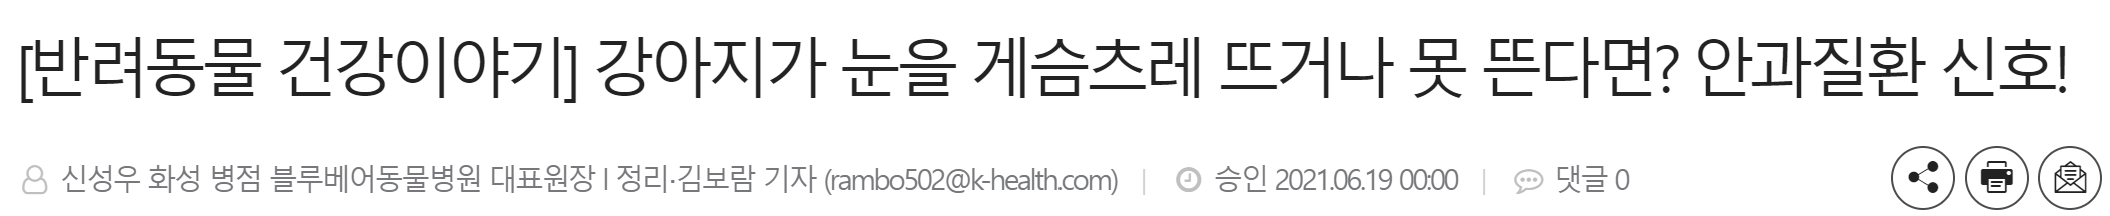 [반려동물 건강이야기] 강아지가 눈을 게슴츠레 뜨거나 못 뜬다면? 안과질환 신호!
신성우 화성 병점 블루베어동물병원 대표원장 l 정리·김보람 기자 (rambo502@k-health.com) | 승인 2021.06.19 00:00 | 댓글 0